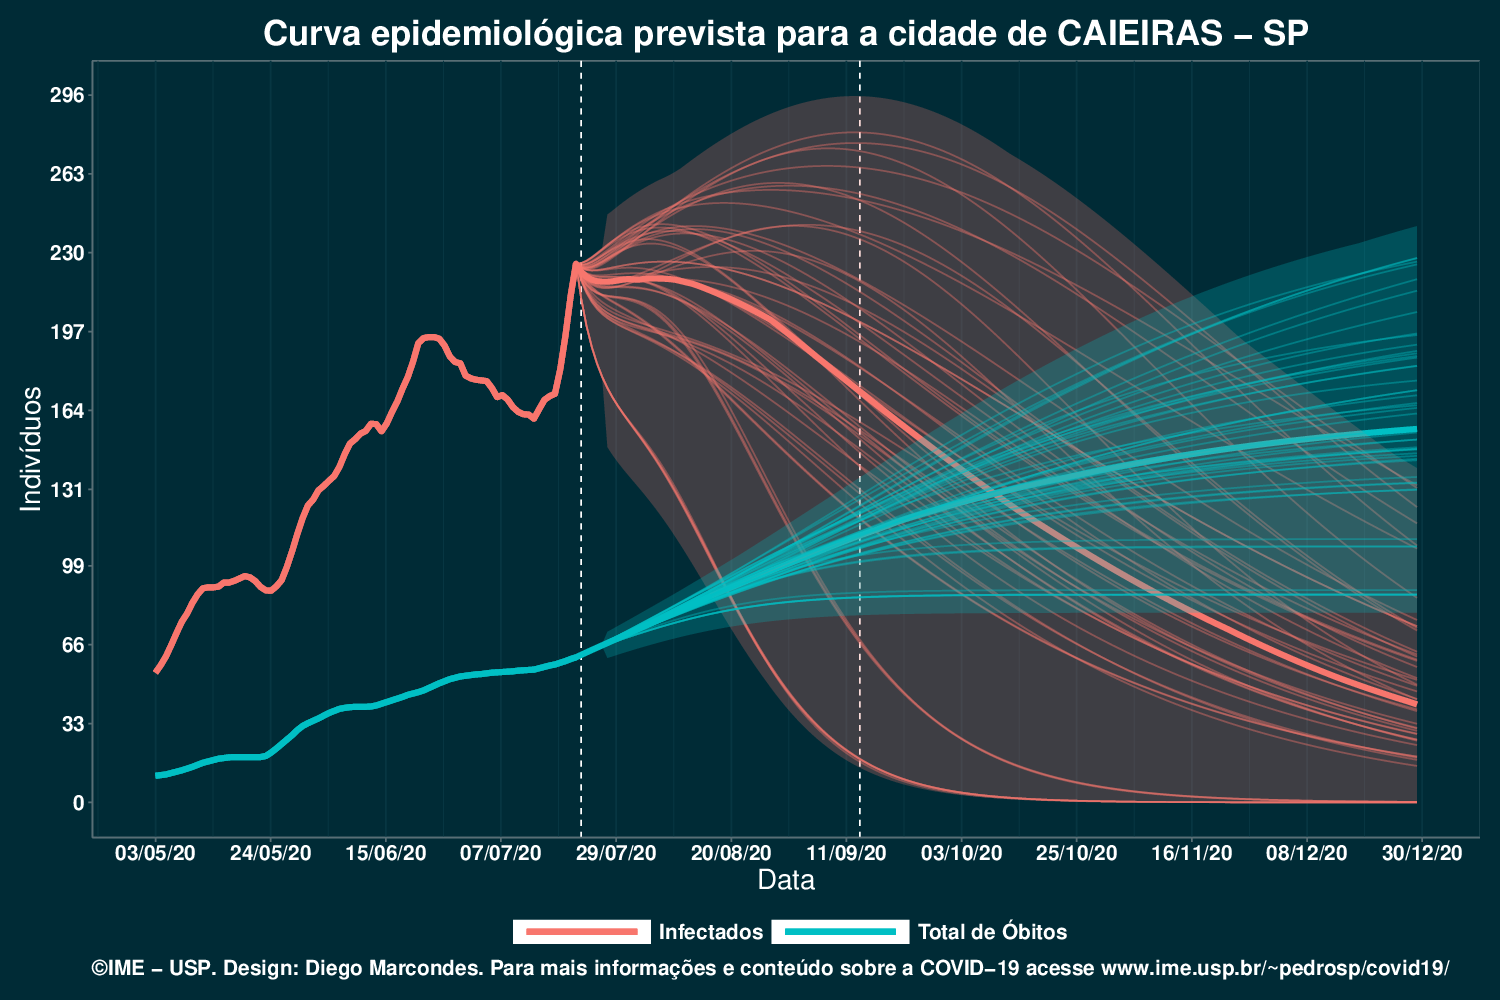 Curva epidemiológica prevista para a cidade de CAIEIRAS – SP
Indivíduos
296
263
230
197
164
131
99
66
33
0
03/05/20 24/05/20 15/06/20 07/07/20 29/07/20 20/08/20 11/09/20 03/10/20 25/10/20 16/11/20 08/12/20 30/12/20
Data
Infectados Total de Óbitos
©IME – USP. Design: Diego Marcondes. Para mais informações e conteúdo sobre a COVID–19 acesse www.ime.usp.br/~pedrosp/covid19/